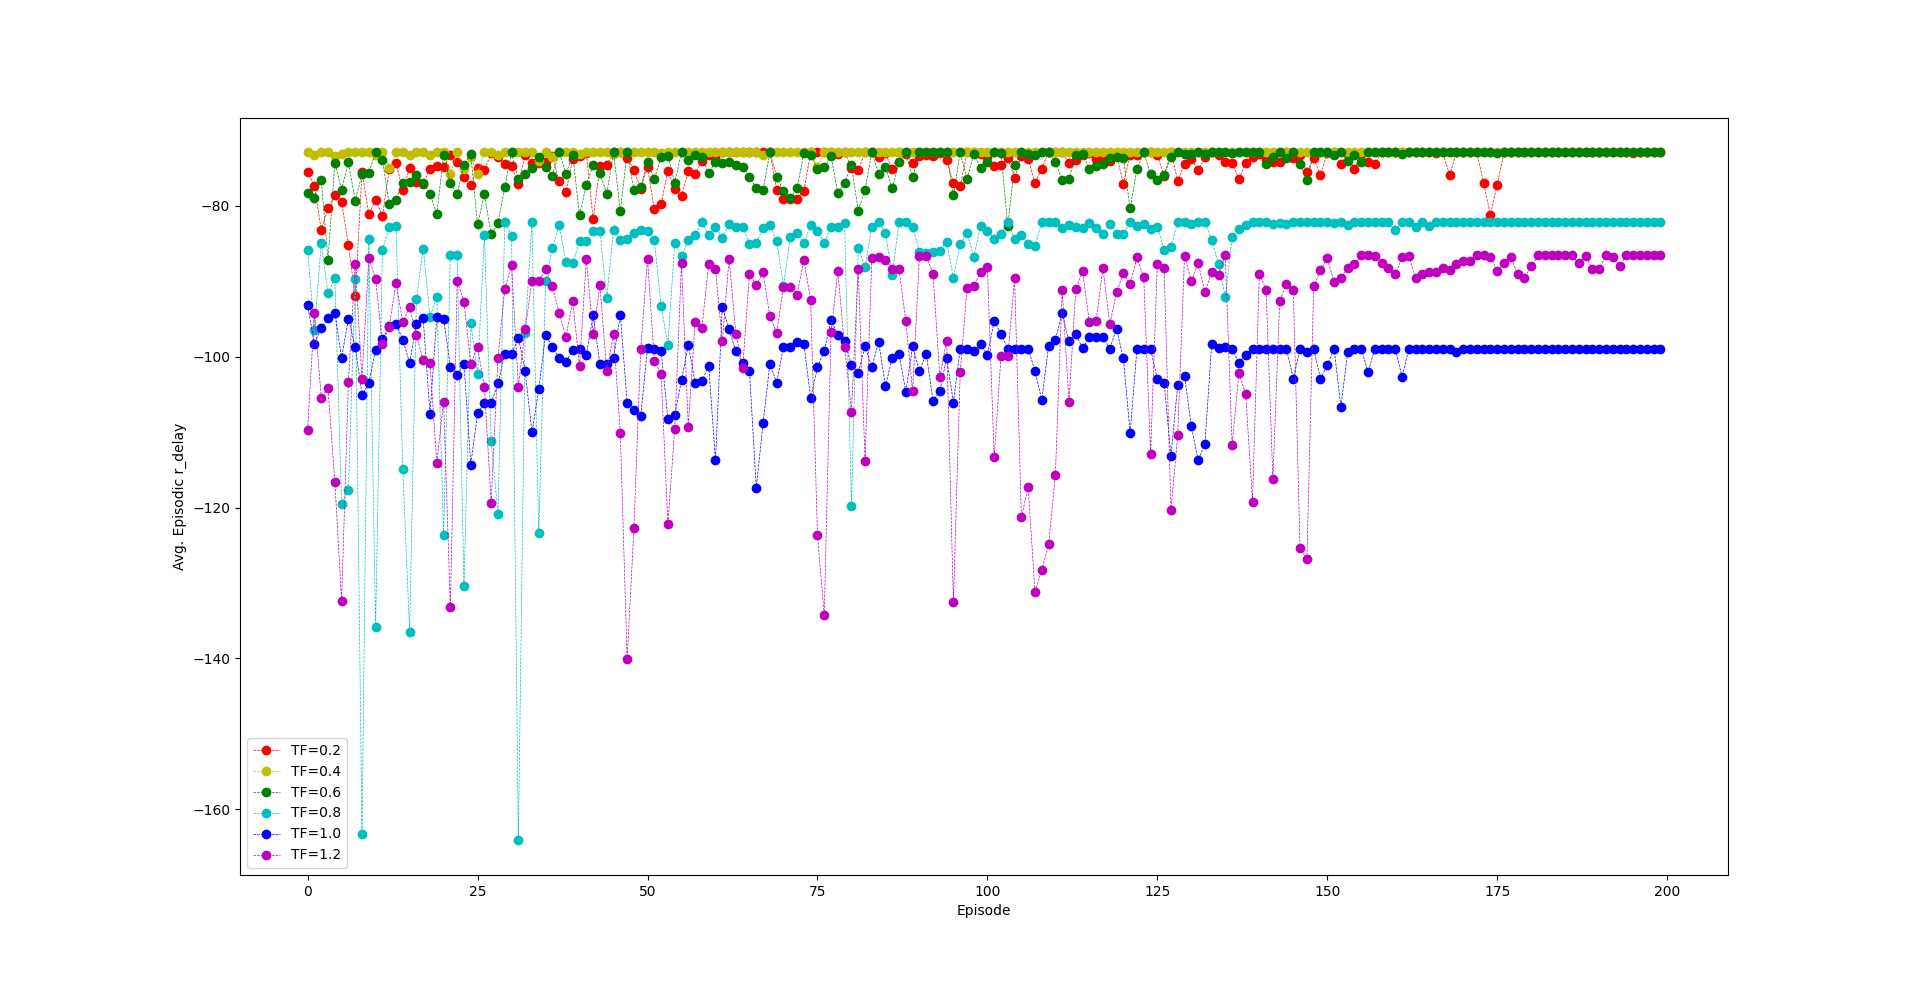 Avg. Episodic r_delay
−80
−100
−120
−140
−160
TF=0.2
TF=0.4
TF=0.6
TF=0.8
TF=1.0
TF=1.2
0 25 50 75 100 125 150 175 200
Episode